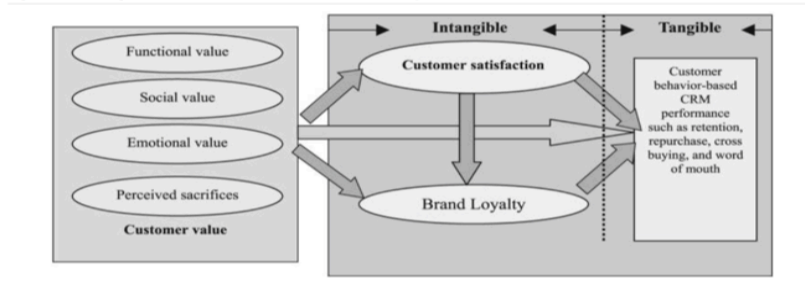 Functional value
Social value
Emotional value
Perceived sacrifices
Customer value
Intangible
Customer satisfaction
Brand Loyalty
Tangible
Customer
behavior-based
CRM
performance
such as retention,
repurchase, cross
buying, and word
of mouth